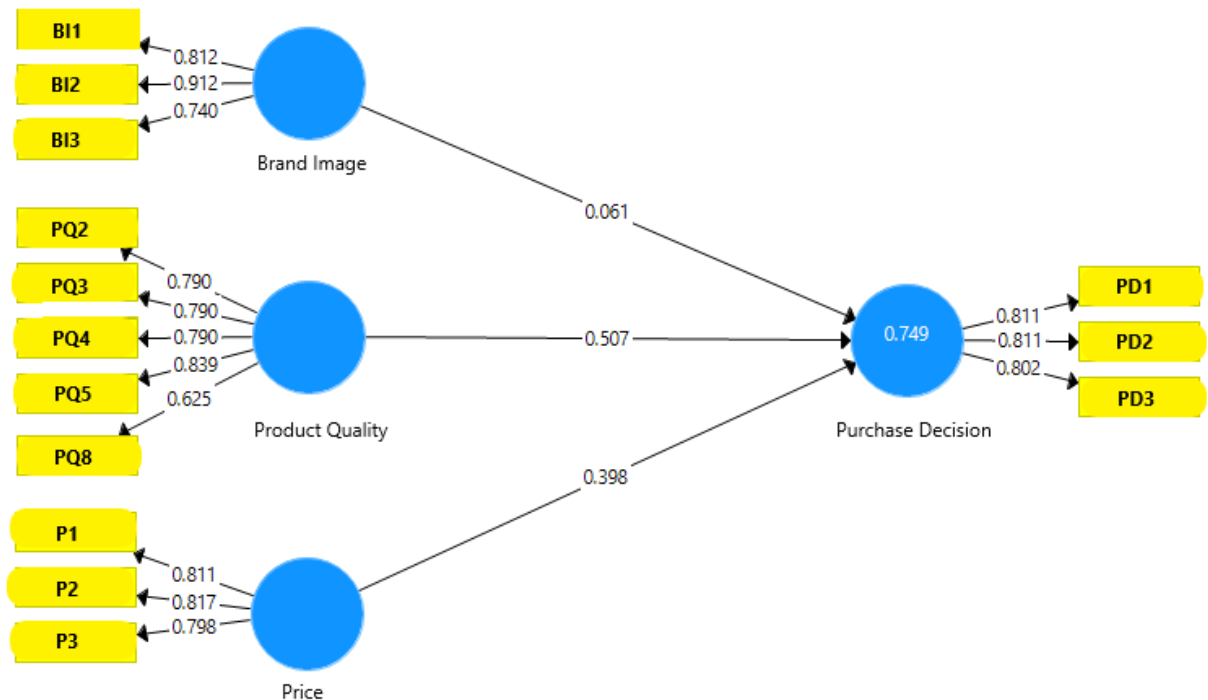 BI1
0.812
BI2
0.912
0.740
BI3
Brand Image
0.061
PQ2
0.790
PQ3
0.790
PQ4
0.790
0.839
PQ5
0.625
PQ8
Product Quality
0.507
P1
0.811
P2
0.817
0.798
P3
Price
0.398
0.749
Purchase Decision
PD1
0.811
0.811
PD2
0.802
PD3